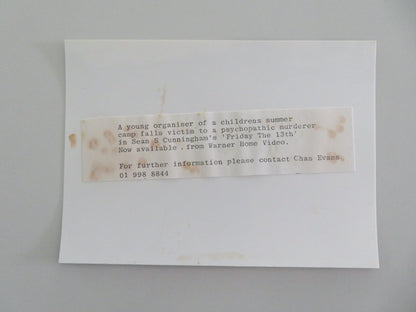 A young organiser of a childrens summer
camp falls victim to a psychopathic murderer
in Sean S Cunningham's 'Friday The 13th'
Now available . from Warner Home Video.
For further information please contact Chas Evans
01 998 8844